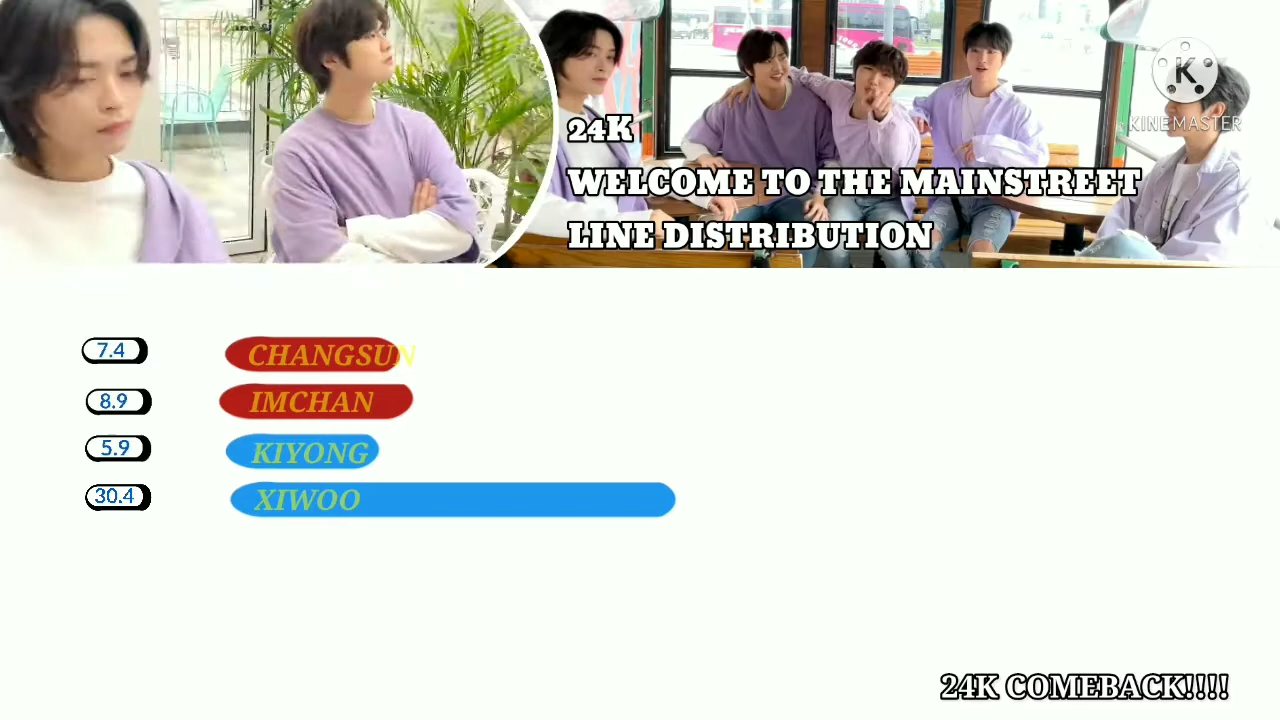 24K
WELCOME TO THE MAINSTREET
LINE DISTRIBUTION
K
KINEMASTER
7.4 CHANGSUN
8.9 IMCHAN
5.9 KIYONG
30.4 XIWOO
24K COMEBACK!!!!